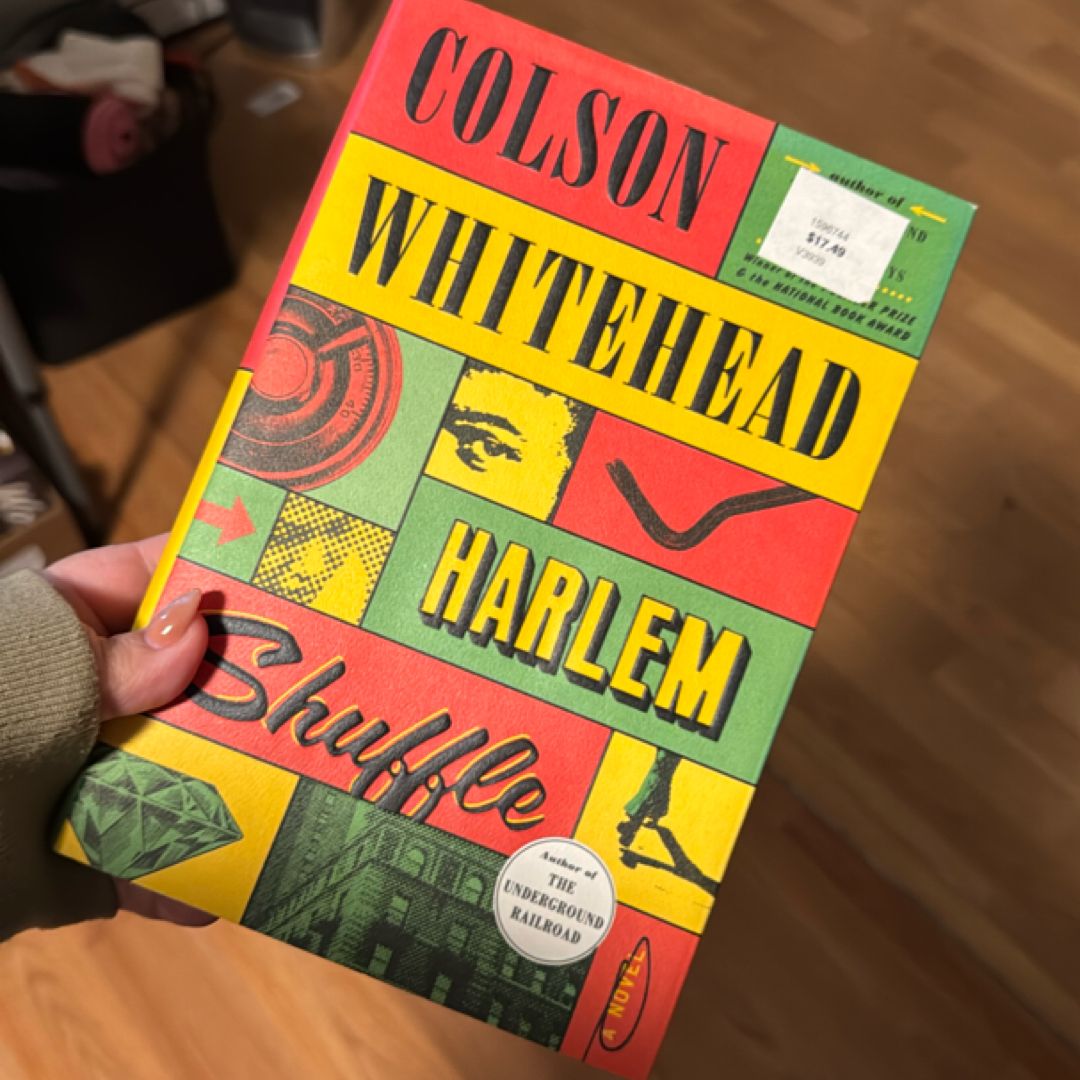 COLSON
WHITEHEAD
author of
ND
NS
1596744
$17.49
V3939
Winner of the PRIZE
& the NATIONAL BOOK AWARD
HARLEM
Shuffle
Author of
THE
UNDERGROUND
RAILROAD
A NOVEL